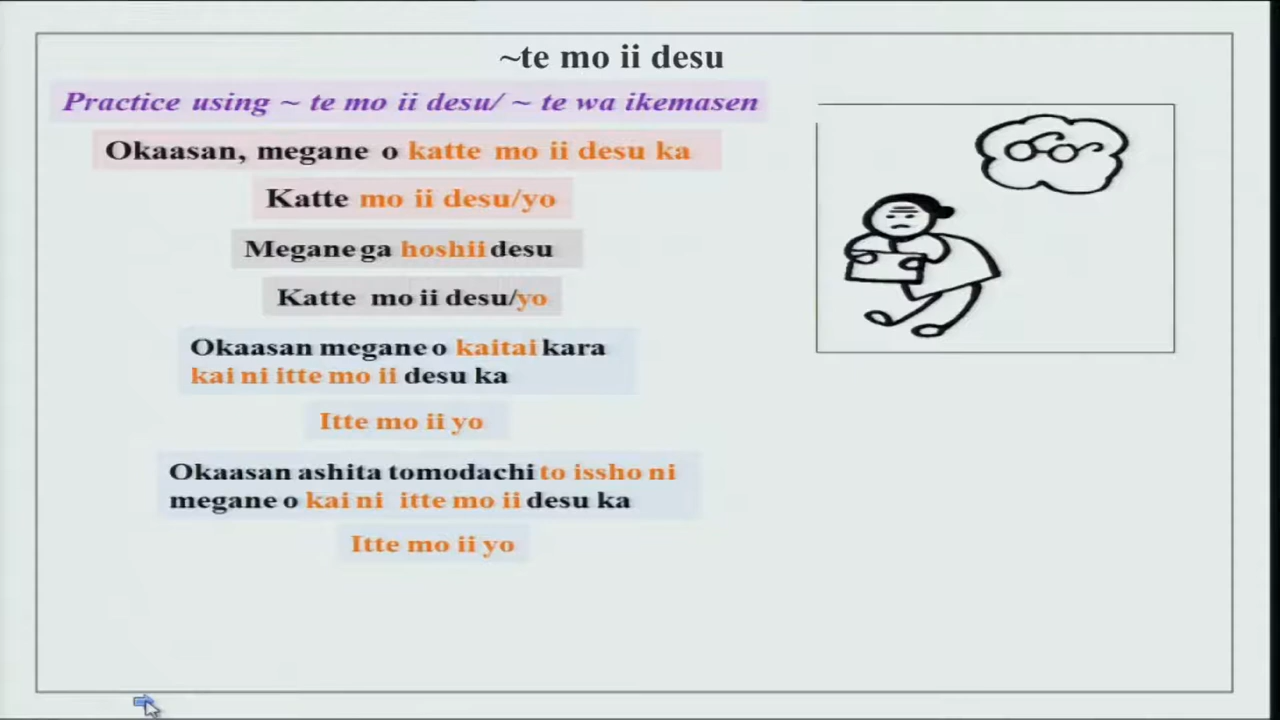 ~te mo ii desu
Practice using ~ te mo ii desu/ ~ te wa ikemasen
Okaasan, megane o katte mo ii desu ka
Katte mo ii desu/yo
Megane ga hoshii desu
Katte mo ii desu/yo
Okaasan megane o kaitai kara
kai ni itte mo ii desu ka
Itte mo ii yo
Okaasan ashita tomodachi to issho ni
megane o kai ni itte mo ii desu ka
Itte mo ii yo